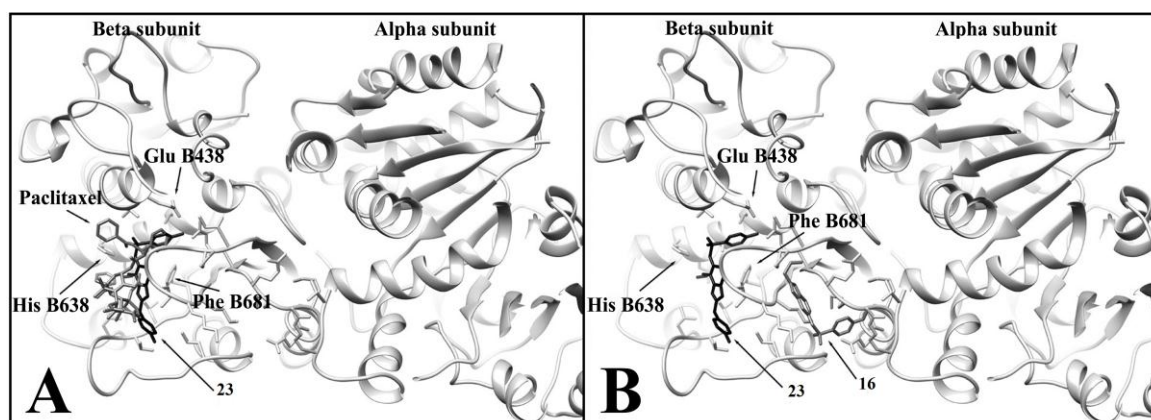 Beta subunit
Alpha subunit
Glu B438
Paclitaxel
His B638
Phe B681
23
A
Beta subunit
Alpha subunit
Glu B438
Phe B681
His B638
23
16
B